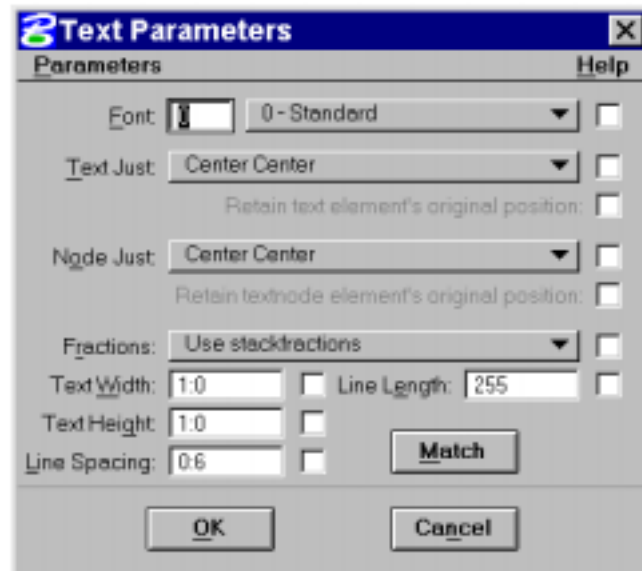 Text Parameters
Parameters Help
Font: 0 0 - Standard
Text Just: Center Center
Retain text element's original position:
Node Just: Center Center
Retain textnode element's original position:
Fractions: Use stackfractions
Text Width: 1:0 Line Length: 255
Text Height: 1:0
Line Spacing: 0:6 Match
OK Cancel